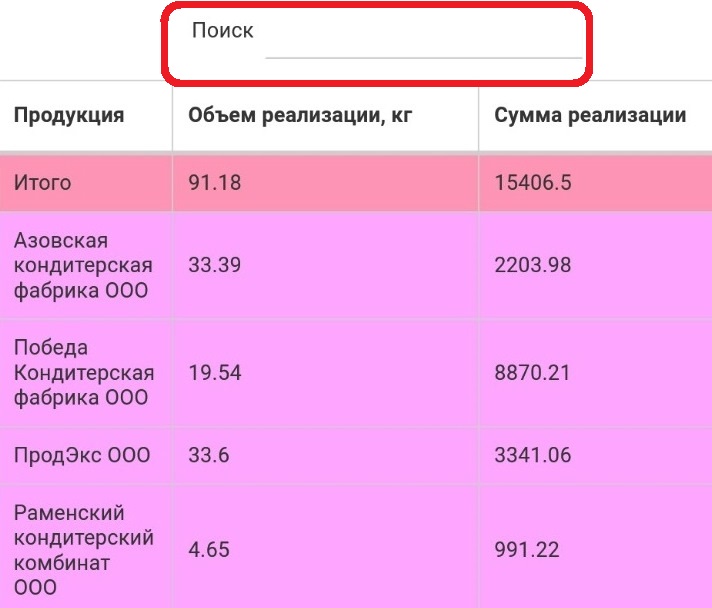 Поиск
Продукция Объем реализации, кг Сумма реализации
Итого 91.18 15406.5
Азовская
кондитерская 33.39 2203.98
фабрика ООО
Победа
Кондитерская 19.54 8870.21
фабрика ООО
ПродЭкс ООО 33.6 3341.06
Раменский
кондитерский
комбинат 4.65 991.22
ООО